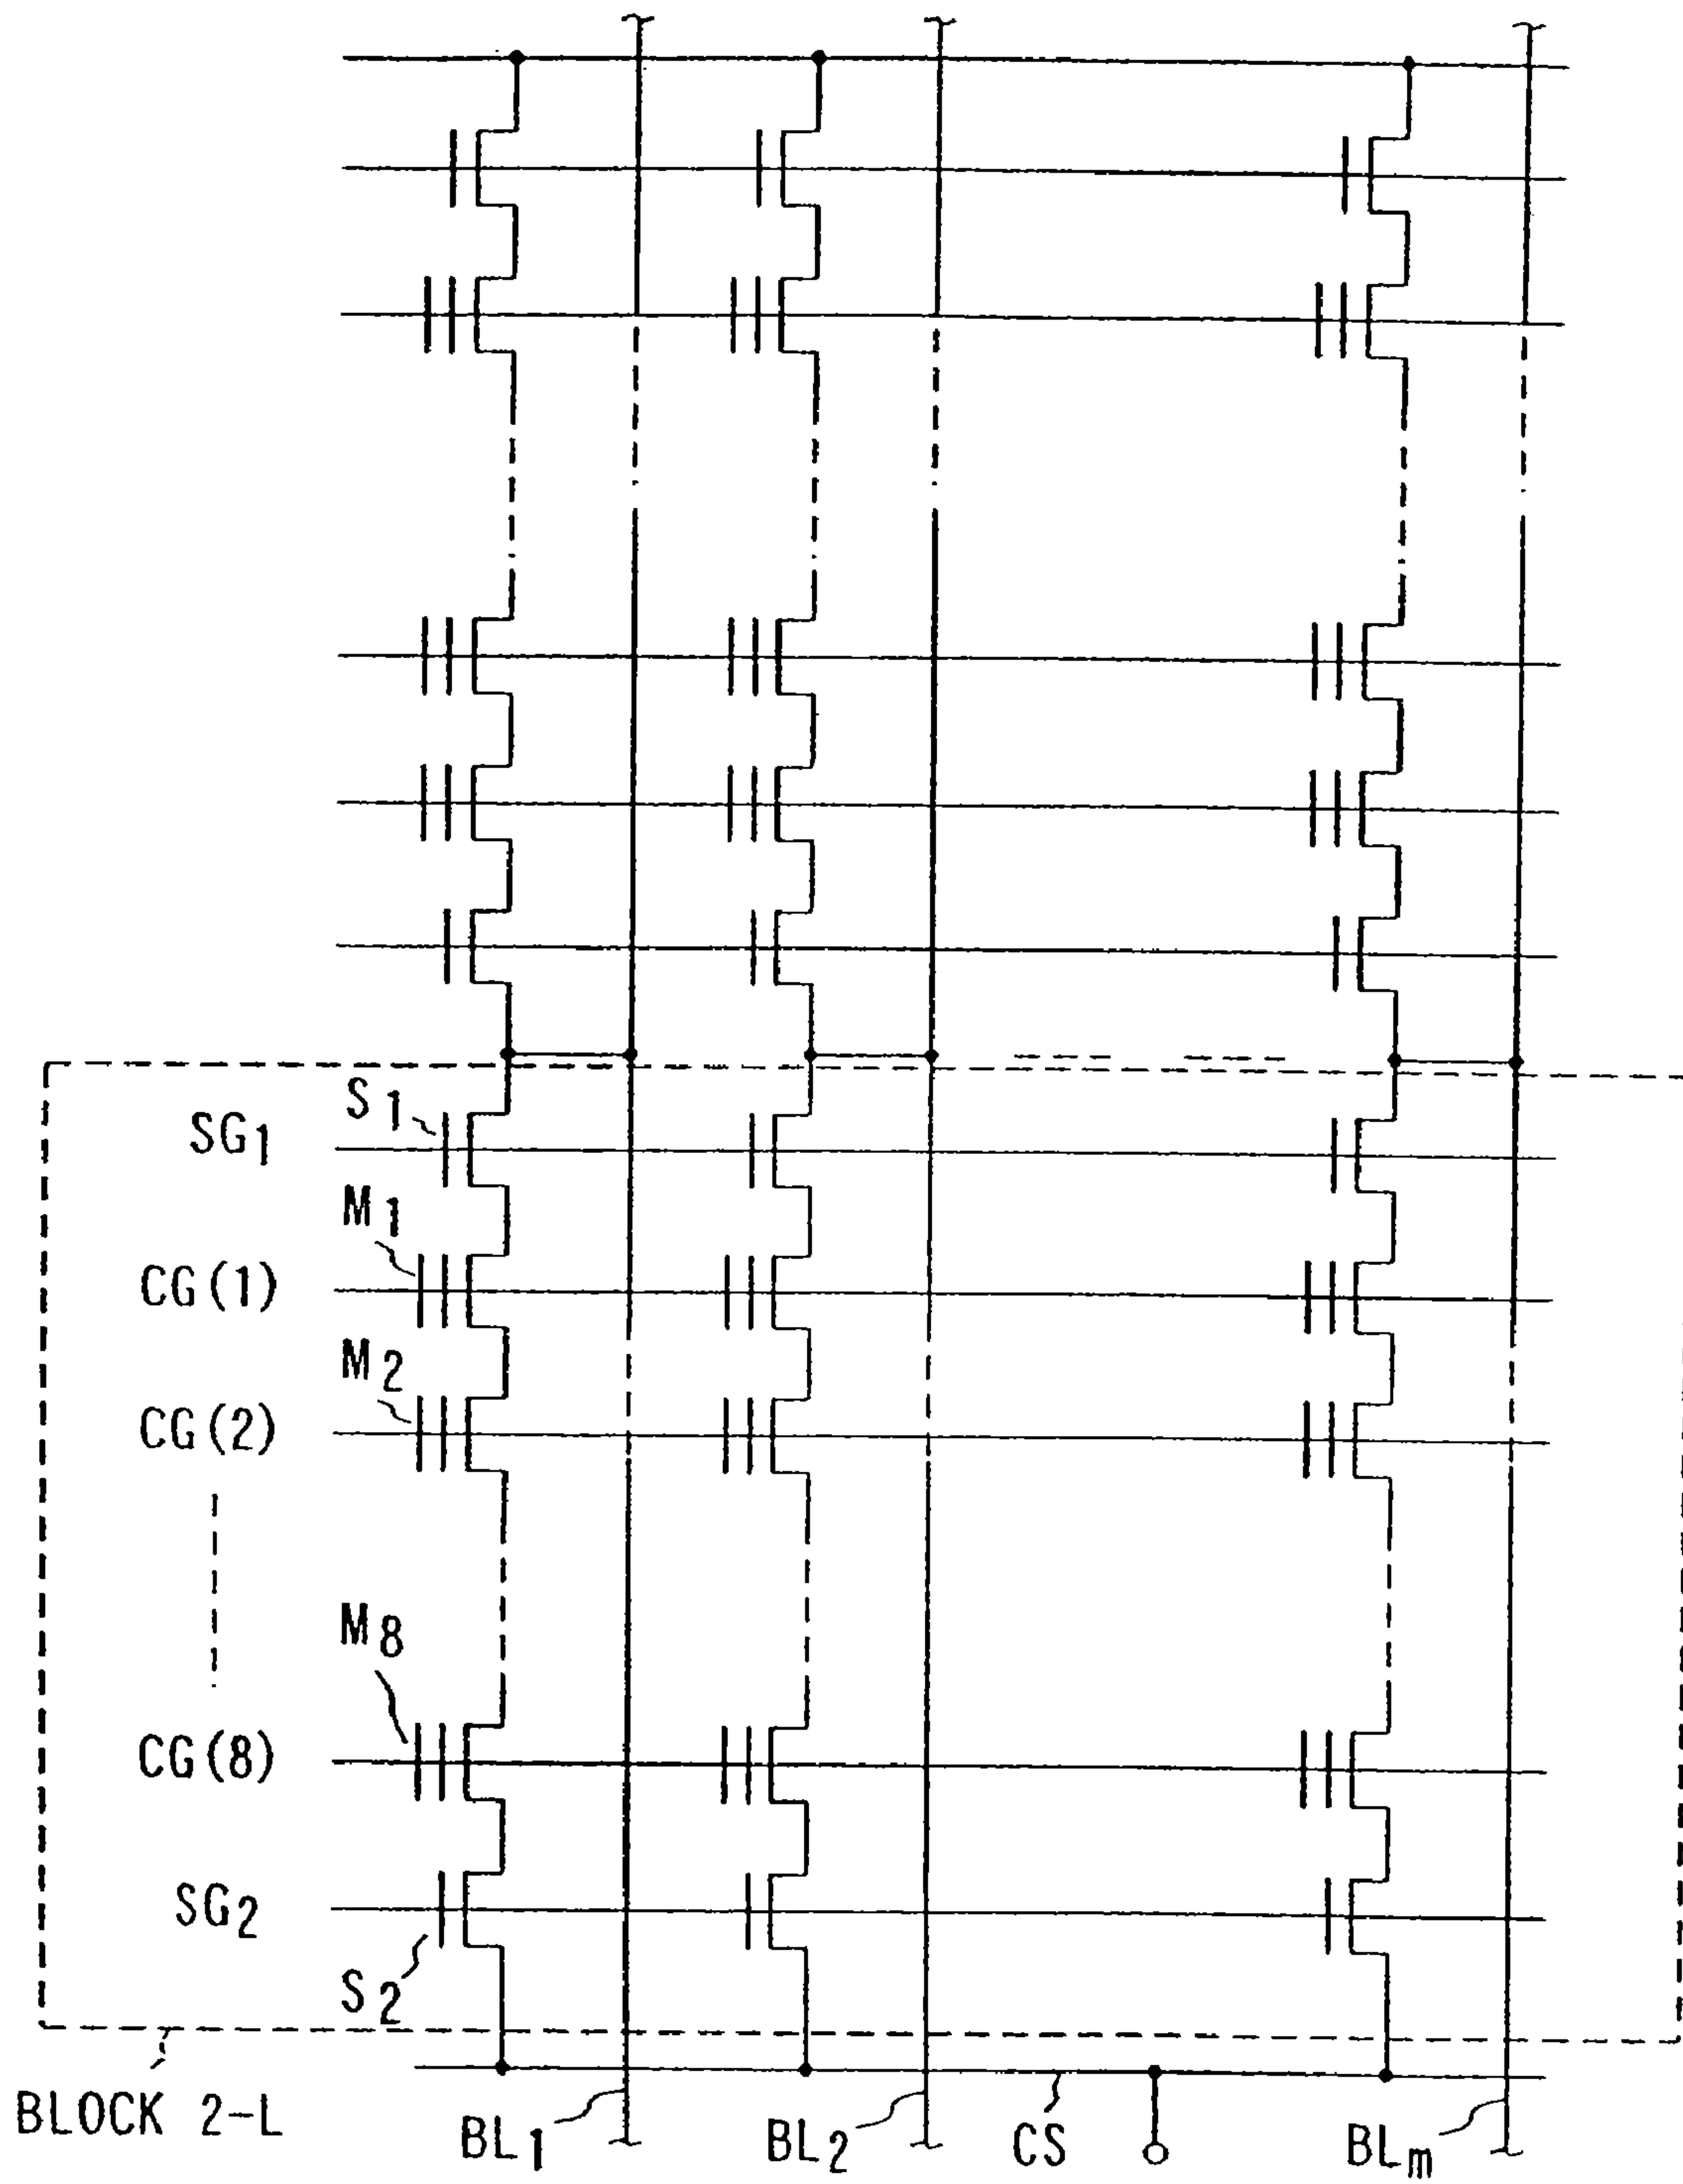 S1
SG1
M1
CG(1)
M2
CG(2)
M8
CG(8)
SG2
S2
BLOCK 2-L
BL1
BL2
CS
BLm